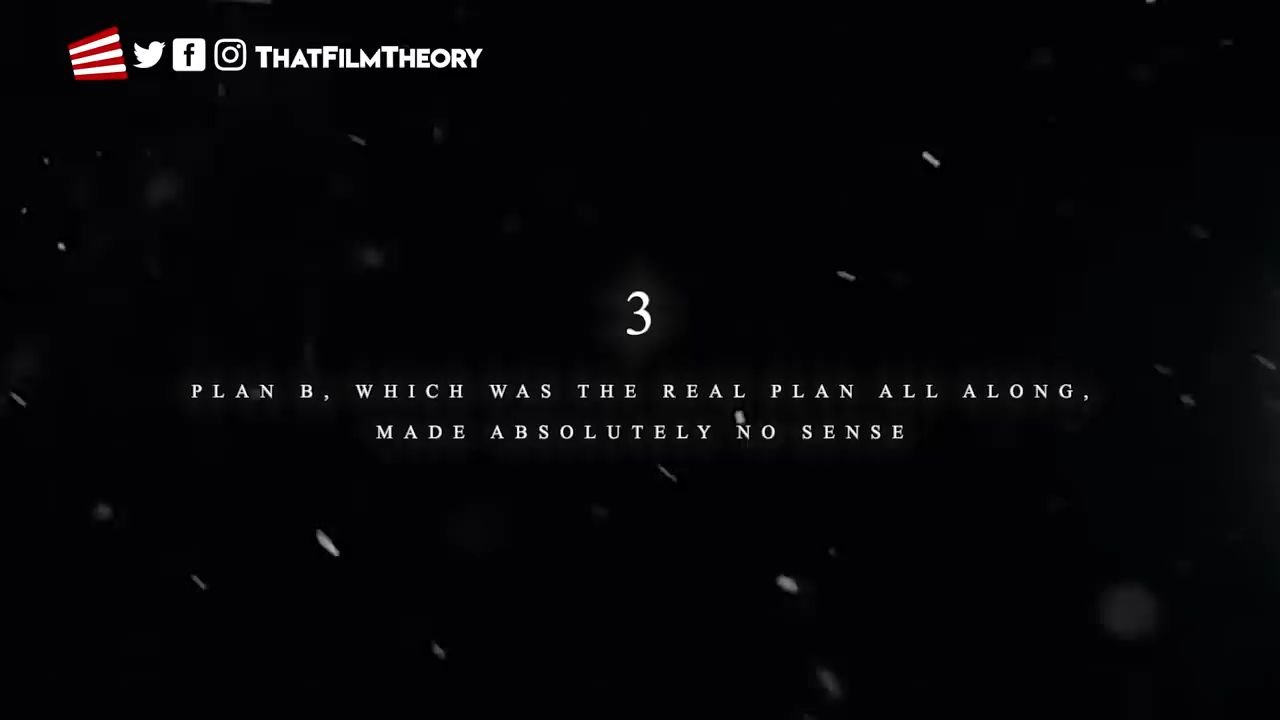 THATFILMTHEORY
3
PLAN B, WHICH WAS THE REAL PLAN ALL ALONG,
MADE ABSOLUTELY NO SENSE